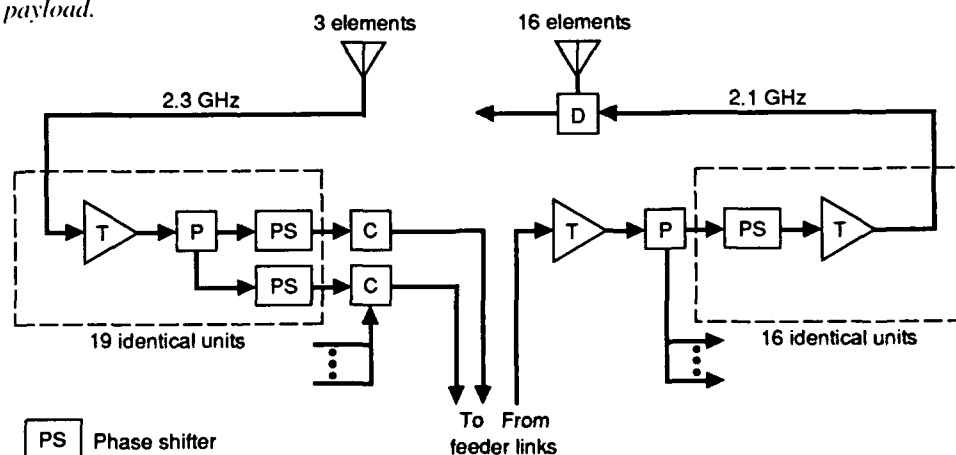 payload.
3 elements
16 elements
2.3 GHz
2.1 GHz
D
T
P
PS
C
T
P
PS
T
PS
C
19 identical units
16 identical units
To From
feeder links
PS Phase shifter